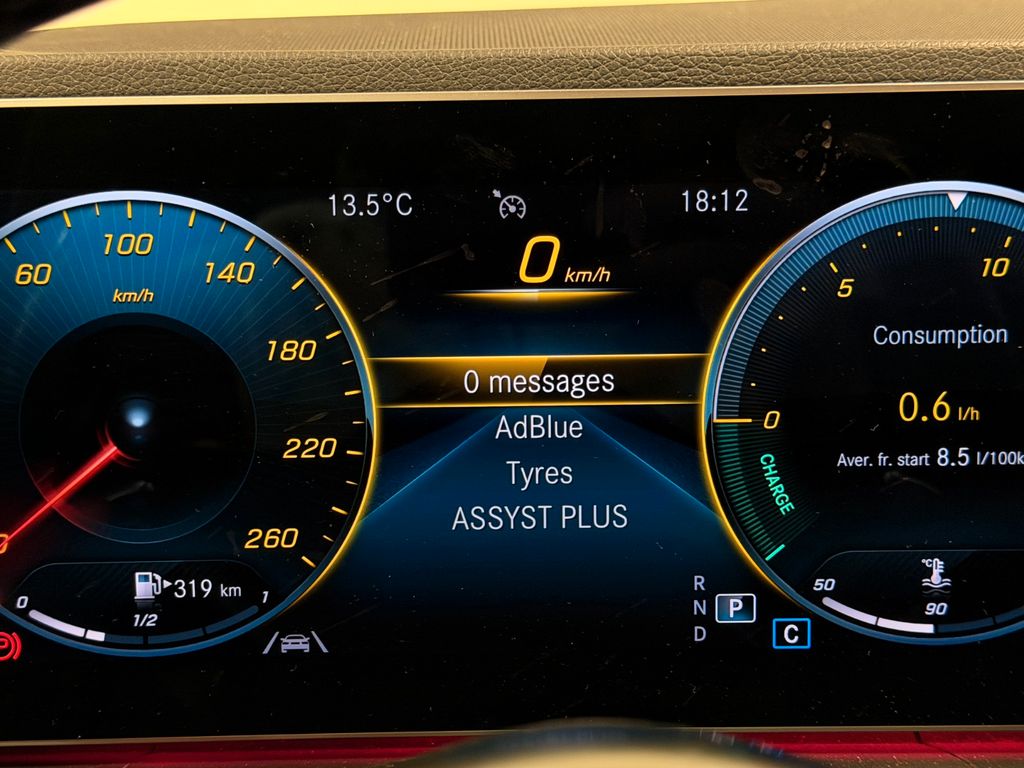 13.5°C
18:12
0 km/h
60
100
140
km/h
180
220
260
0 messages
AdBlue
Tyres
ASSYST PLUS
5
10
Consumption
0
0.6 l/h
Aver. fr. start 8.5 l/100k
CHARGE
319 km
0
1/2
1
R
N
P
D
C
°C
50
90